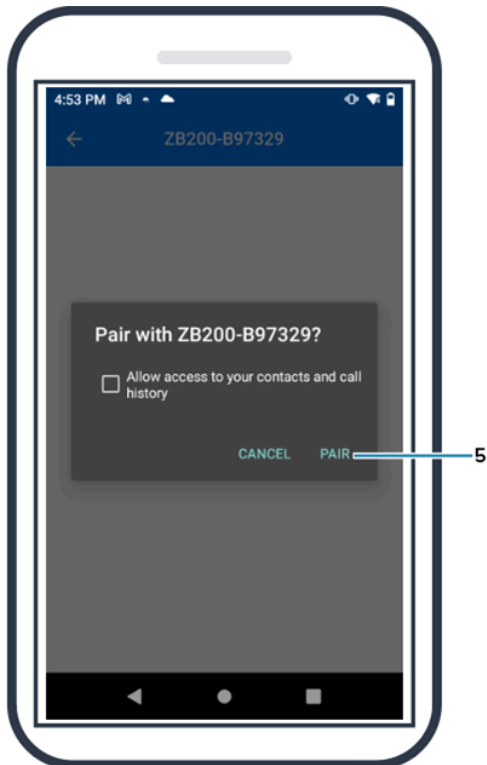 4:53 PM
ZB200-B97329
Pair with ZB200-B97329?
Allow access to your contacts and call
history
CANCEL PAIR 5